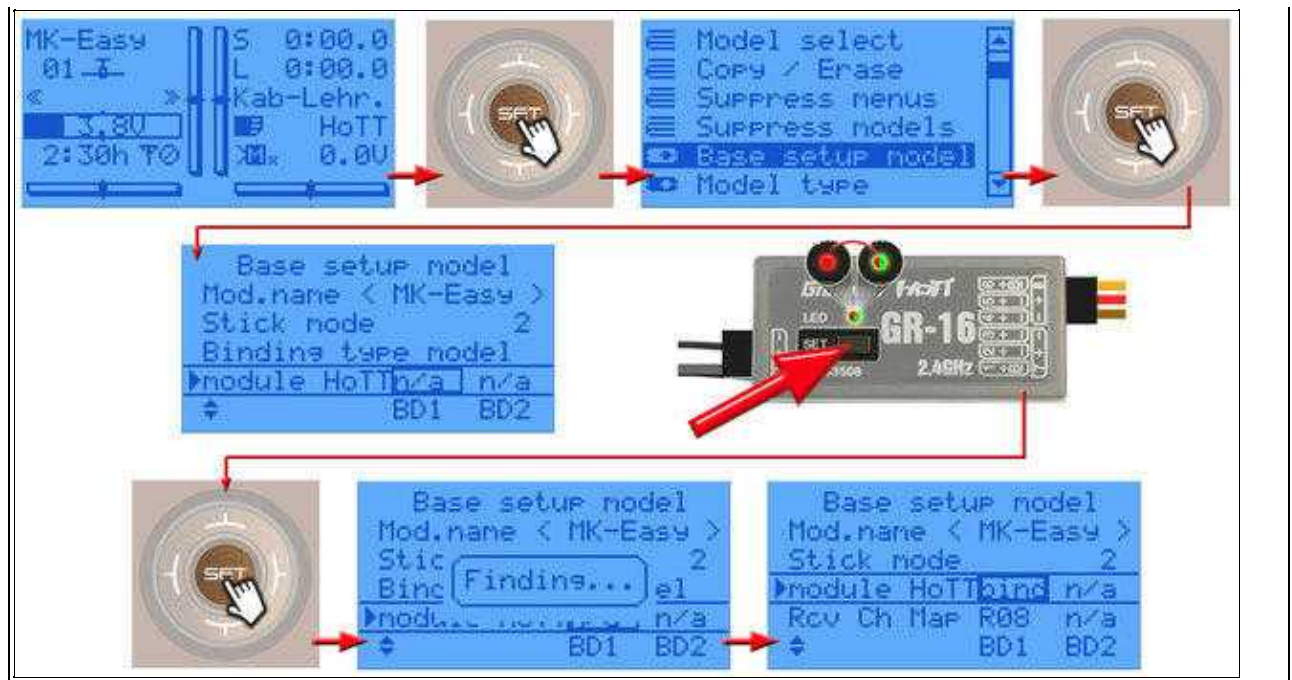 MK-Easy
01
S 0:00.0
L 0:00.0
« »
Kab-Lehr.
3.8V
HoTT
2:30h
0.0V
SET
Model select
Copy / Erase
Suppress menus
Suppress models
Base setup model
Model type
SET
Base setup model
Mod.name < MK-Easy >
Stick mode 2
Binding type model
module HoTT n/a n/a
BD1 BD2
HoTT
LED
GR-16
SET
2.4GHz
SET
Base setup model
Mod.name < MK-Easy >
Stic 2
Finding...
Binc el
modu n/a
BD1 BD2
Base setup model
Mod.name < MK-Easy >
Stick mode 2
module HoTT bind n/a
Rcv Ch Map R08 n/a
BD1 BD2